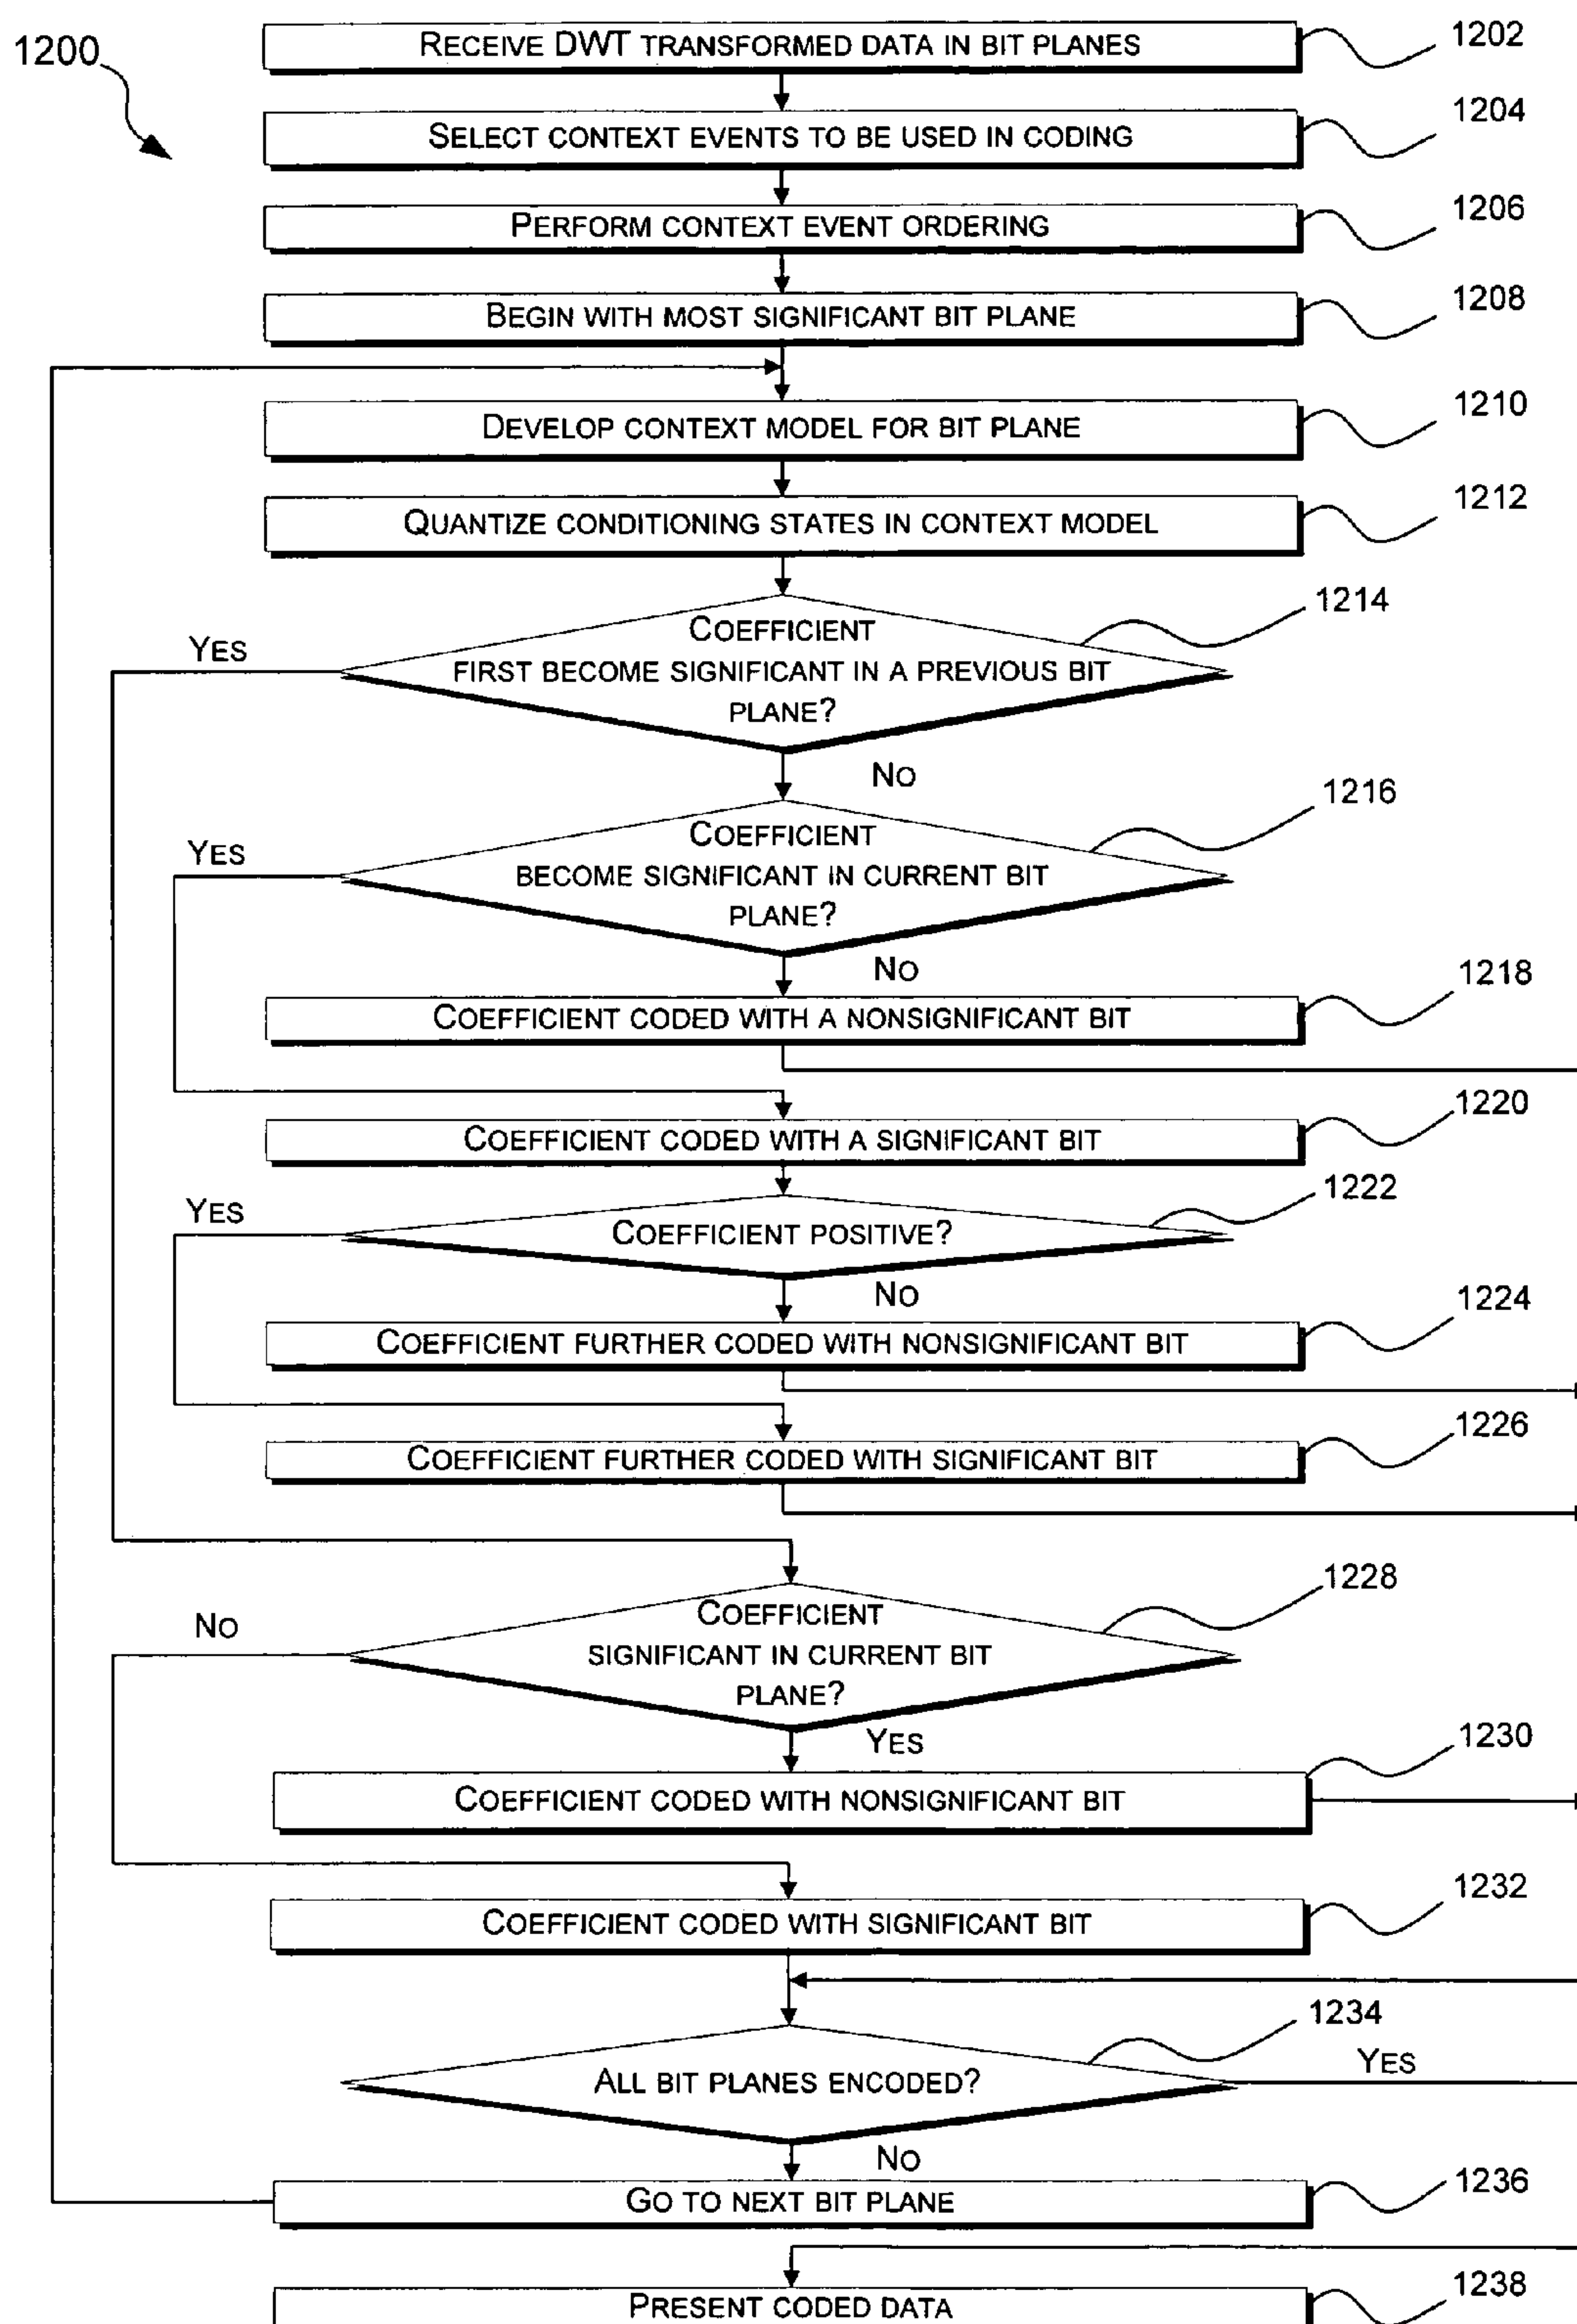 1200
RECEIVE DWT TRANSFORMED DATA IN BIT PLANES
1202
SELECT CONTEXT EVENTS TO BE USED IN CODING
1204
PERFORM CONTEXT EVENT ORDERING
1206
BEGIN WITH MOST SIGNIFICANT BIT PLANE
1208
DEVELOP CONTEXT MODEL FOR BIT PLANE
1210
QUANTIZE CONDITIONING STATES IN CONTEXT MODEL
1212
COEFFICIENT
FIRST BECOME SIGNIFICANT IN A PREVIOUS BIT
PLANE?
1214
YES
NO
COEFFICIENT
BECOME SIGNIFICANT IN CURRENT BIT
PLANE?
1216
YES
NO
COEFFICIENT CODED WITH A NONSIGNIFICANT BIT
1218
COEFFICIENT CODED WITH A SIGNIFICANT BIT
1220
COEFFICIENT POSITIVE?
1222
YES
NO
COEFFICIENT FURTHER CODED WITH NONSIGNIFICANT BIT
1224
COEFFICIENT FURTHER CODED WITH SIGNIFICANT BIT
1226
COEFFICIENT
SIGNIFICANT IN CURRENT BIT
PLANE?
1228
NO
YES
COEFFICIENT CODED WITH NONSIGNIFICANT BIT
1230
COEFFICIENT CODED WITH SIGNIFICANT BIT
1232
ALL BIT PLANES ENCODED?
1234
YES
NO
GO TO NEXT BIT PLANE
1236
PRESENT CODED DATA
1238